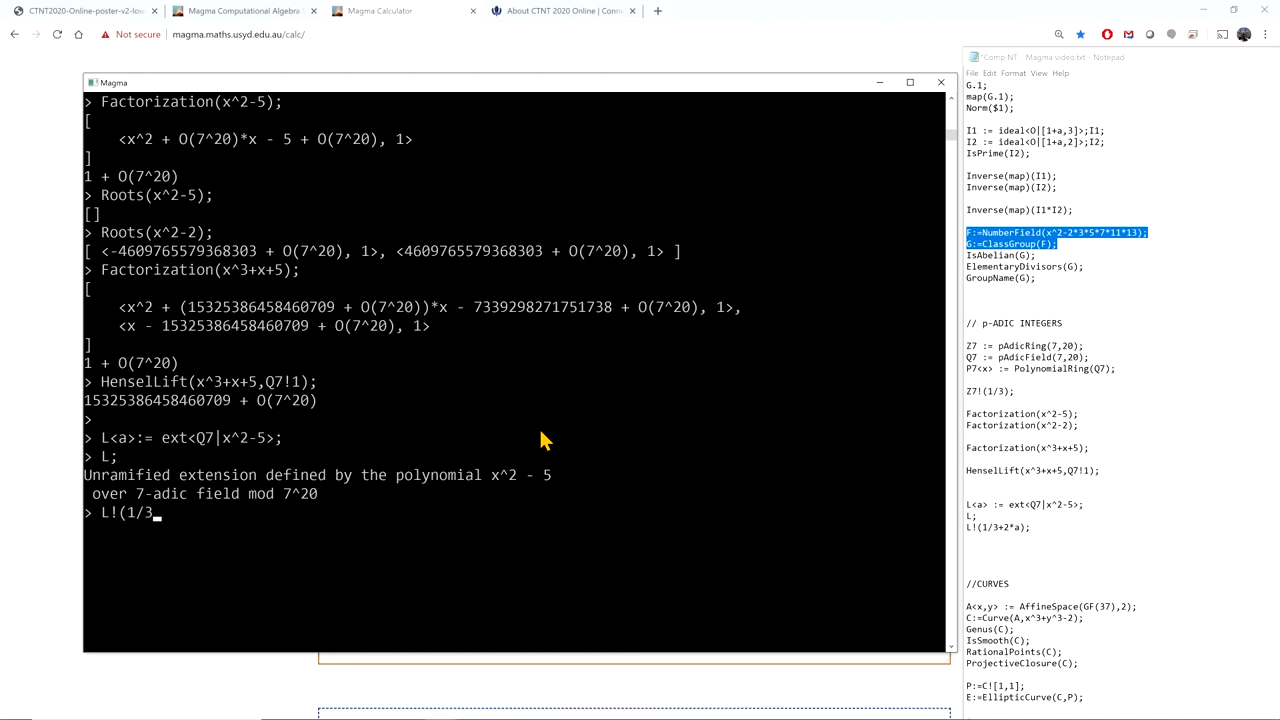 CTNT2020-Online-poster-v2-low
Magma Computational Algebra
Magma Calculator
About CTNT 2020 Online | Conn
Not secure
magma.maths.usyd.edu.au/calc/
Magma
> Factorization(x^2-5);
[
<x^2 + O(7^20)*x - 5 + O(7^20), 1>
]
1 + O(7^20)
> Roots(x^2-5);
[]
> Roots(x^2-2);
[ <-4609765579368303 + O(7^20), 1>, <4609765579368303 + O(7^20), 1> ]
> Factorization(x^3+x+5);
[
<x^2 + (15325386458460709 + O(7^20))*x - 7339298271751738 + O(7^20), 1>,
<x - 15325386458460709 + O(7^20), 1>
]
1 + O(7^20)
> HenselLift(x^3+x+5,Q7!1);
15325386458460709 + O(7^20)
>
> L<a>:= ext<Q7|x^2-5>;
> L;
Unramified extension defined by the polynomial x^2 - 5
over 7-adic field mod 7^20
> L!(1/3
*Comp NT - Magma video.txt - Notepad
File Edit Format View Help
G.1;
map(G.1);
Norm($1);
I1 := ideal<O|[1+a,3]>;I1;
I2 := ideal<O|[1+a,2]>;I2;
IsPrime(I2);
Inverse(map)(I1);
Inverse(map)(I2);
Inverse(map)(I1*I2);
F:=NumberField(x^2-2*3*5*7*11*13);
G:=ClassGroup(F);
IsAbelian(G);
ElementaryDivisors(G);
GroupName(G);
// p-ADIC INTEGERS
Z7 := pAdicRing(7,20);
Q7 := pAdicField(7,20);
P7<x> := PolynomialRing(Q7);
Z7!(1/3);
Factorization(x^2-5);
Factorization(x^2-2);
Factorization(x^3+x+5);
HenselLift(x^3+x+5,Q7!1);
L<a> := ext<Q7|x^2-5>;
L;
L!(1/3+2*a);
//CURVES
A<x,y> := AffineSpace(GF(37),2);
C:=Curve(A,x^3+y^3-2);
Genus(C);
IsSmooth(C);
RationalPoints(C);
ProjectiveClosure(C);
P:=C![1,1];
E:=EllipticCurve(C,P);